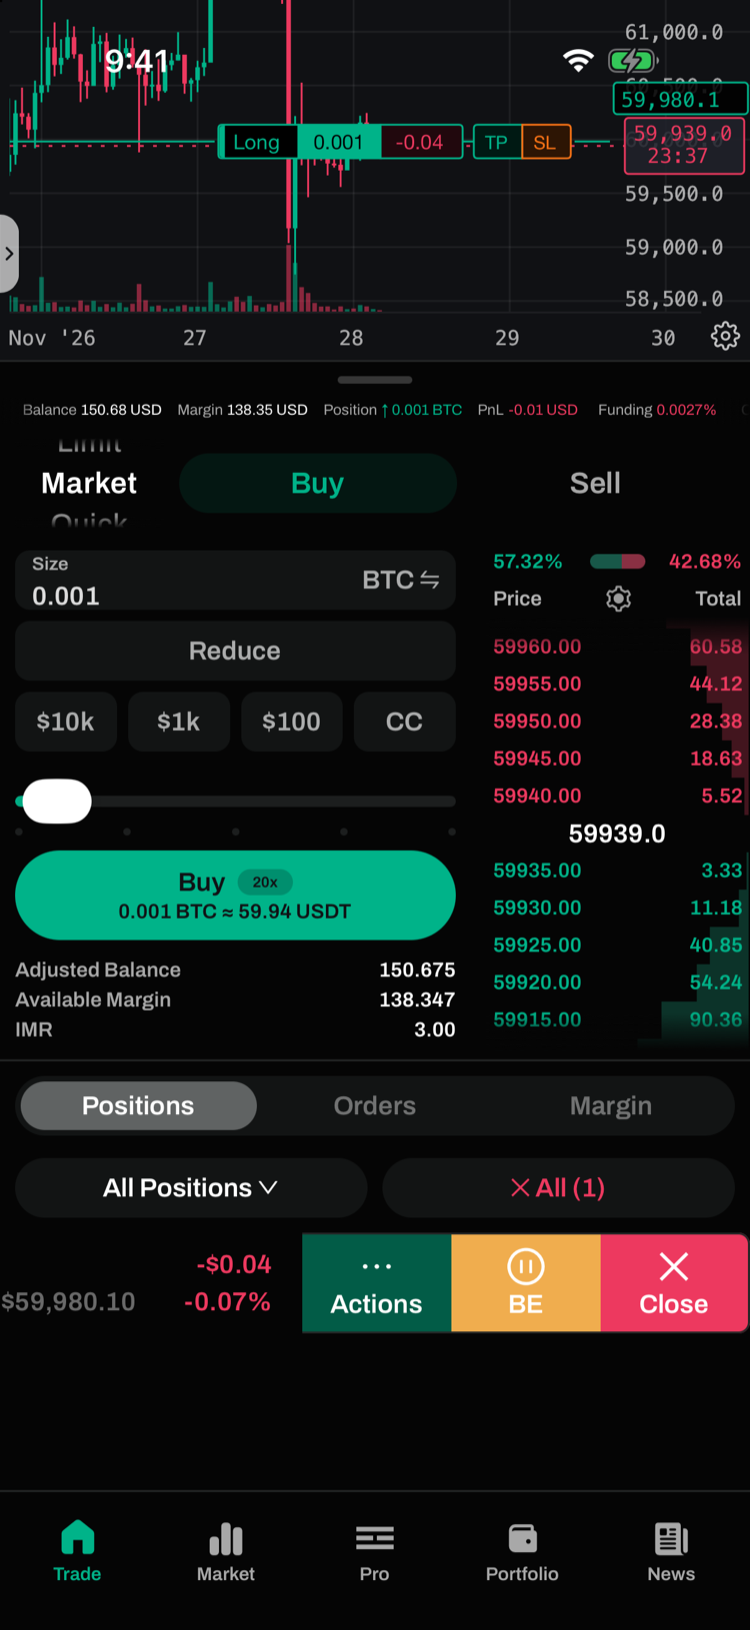 61,000.0
9:41
59,980.1
Long 0.001 -0.04 TP SL
59,939.0
23:37
59,500.0
59,000.0
58,500.0
Nov '26 27 28 29 30
Balance 150.68 USD Margin 138.35 USD Position ↑ 0.001 BTC PnL -0.01 USD Funding 0.0027%
Limit
Market Buy Sell
Quick
Size
0.001 BTC ⇋
57.32% 42.68%
Price Total
Reduce
59960.00 60.58
59955.00 44.12
$10k $1k $100 CC
59950.00 28.38
59945.00 18.63
59940.00 5.52
59939.0
Buy 20x
0.001 BTC ≈ 59.94 USDT
59935.00 3.33
59930.00 11.18
59925.00 40.85
59920.00 54.24
59915.00 90.36
Adjusted Balance 150.675
Available Margin 138.347
IMR 3.00
Positions Orders Margin
All Positions All (1)
-$0.04
$59,980.10 -0.07%
Actions BE Close
Trade Market Pro Portfolio News